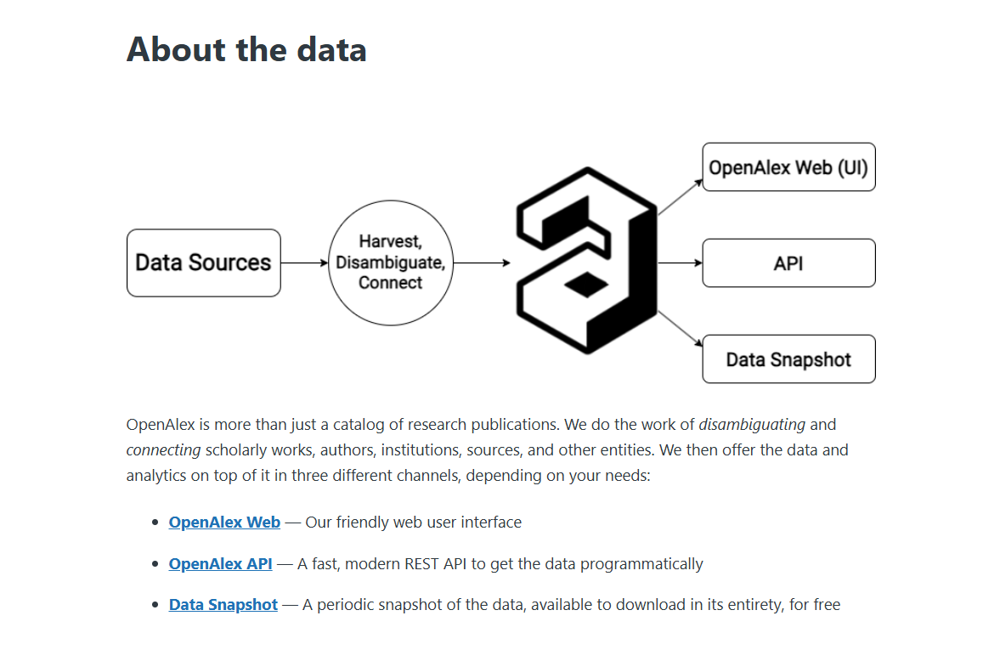 About the data
Data Sources
Harvest,
Disambiguate,
Connect
OpenAlex Web (UI)
API
Data Snapshot
OpenAlex is more than just a catalog of research publications. We do the work of disambiguating and
connecting scholarly works, authors, institutions, sources, and other entities. We then offer the data and
analytics on top of it in three different channels, depending on your needs:
• OpenAlex Web — Our friendly web user interface
• OpenAlex API — A fast, modern REST API to get the data programmatically
• Data Snapshot — A periodic snapshot of the data, available to download in its entirety, for free